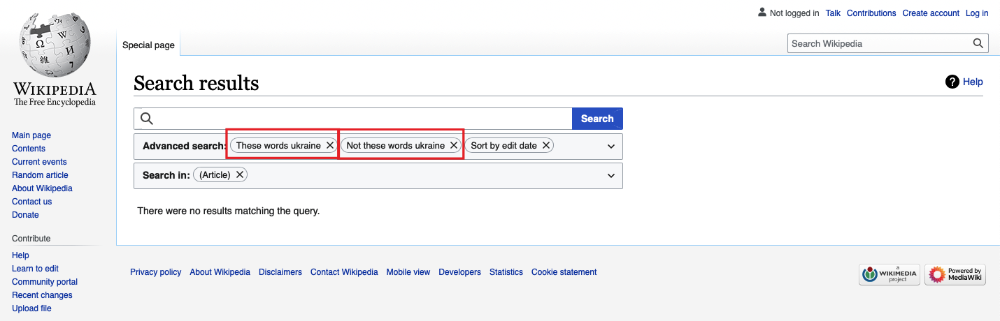 Not logged in Talk Contributions Create account Log in
Special page
Search Wikipedia
Ω W И 維
WIKIPEDIA
The Free Encyclopedia
Search results
? Help
Search
Advanced search: These words ukraine × Not these words ukraine × Sort by edit date ×
Search in: (Article) ×
There were no results matching the query.
Main page
Contents
Current events
Random article
About Wikipedia
Contact us
Donate
Contribute
Help
Learn to edit
Community portal
Recent changes
Upload file
Privacy policy About Wikipedia Disclaimers Contact Wikipedia Mobile view Developers Statistics Cookie statement
a
WIKIMEDIA
project
Powered by
MediaWiki